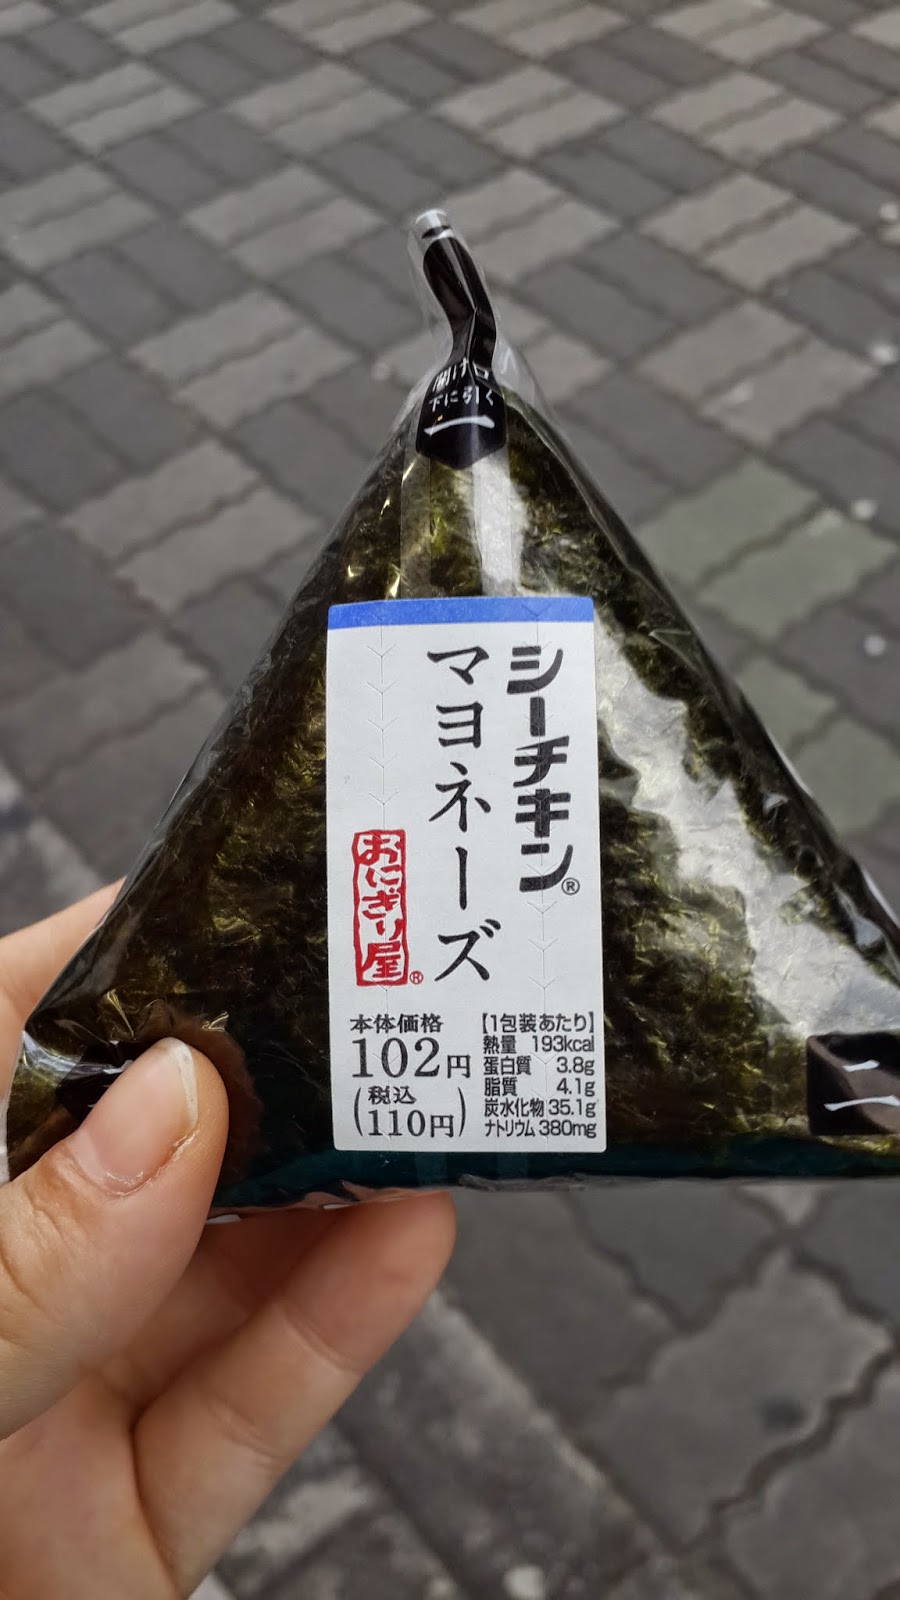 開け口
下に引く
一
シーチキン®
マヨネーズ
おにぎり屋®
本体価格
102円
(税込110円)
【1包装あたり】
熱量 193kcal
蛋白質 3.8g
脂質 4.1g
炭水化物 35.1g
ナトリウム 380mg
二